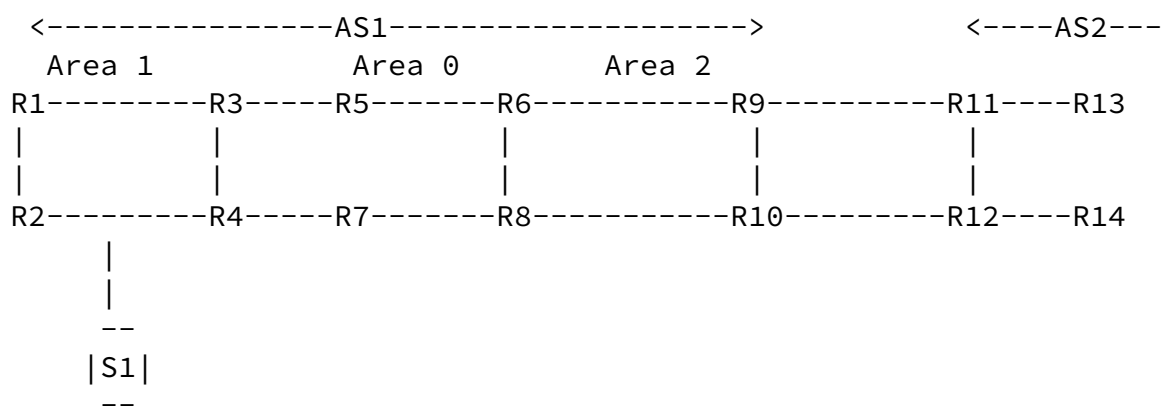 <---------------AS1-------------------->           <----AS2---
Area 1           Area 0         Area 2
R1---------R3-----R5-------R6-----------R9----------R11----R13
|          |               |            |           |
|          |               |            |           |
R2---------R4-----R7-------R8-----------R10---------R12----R14
|
|
--
|S1|
--